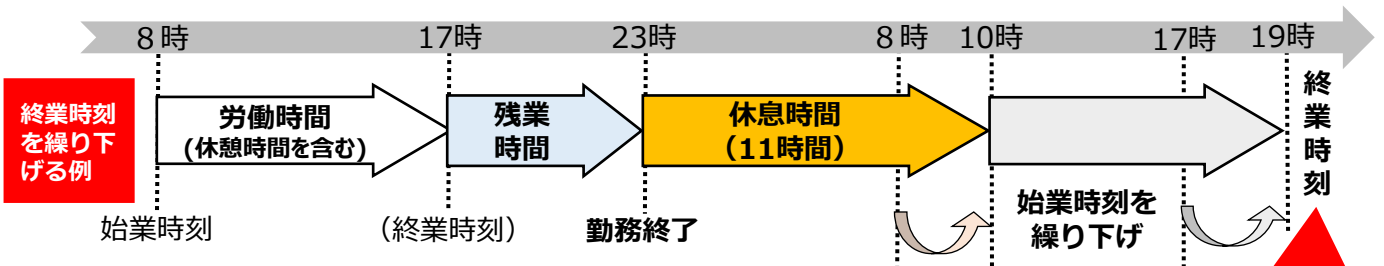 ８時 17時 23時 ８時 10時 17時 19時
終業時刻
を繰り下
げる例
労働時間
(休憩時間を含む)
残業
時間
休息時間
（11時間）
終業時刻
始業時刻
（終業時刻）
勤務終了
始業時刻を
繰り下げ